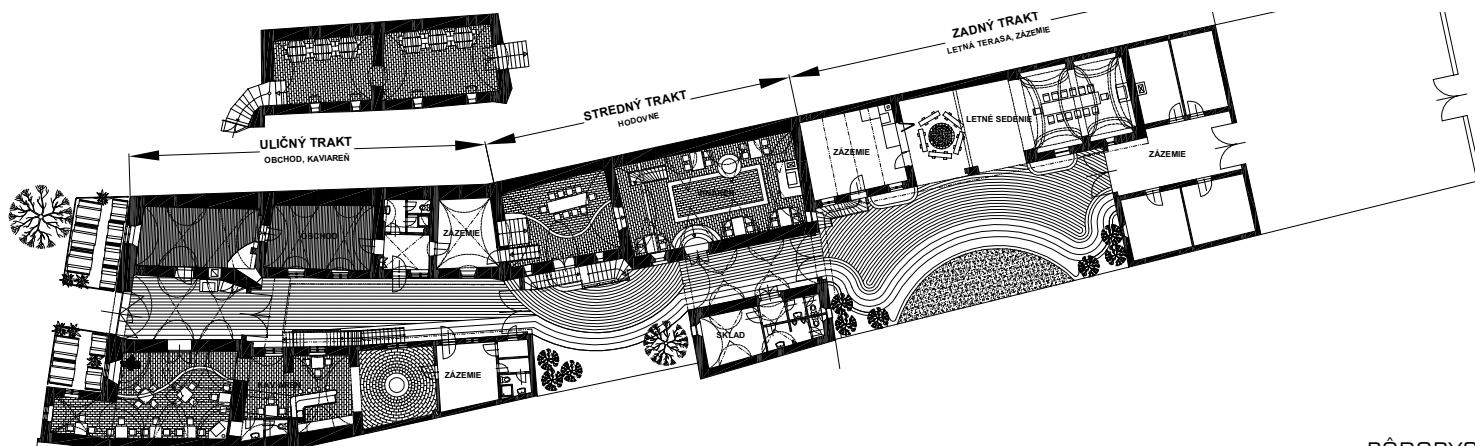 ZADNÝ TRAKT
LETNÁ TERASA, ZÁZEMIE
STREDNÝ TRAKT
HODOVNE
ULIČNÝ TRAKT
OBCHOD, KAVIAREŇ
LETNÉ SEDENIE
ZÁZEMIE
ZÁZEMIE
OBCHOD
ZÁZEMIE
SKLAD
KAVIAREŇ
ZÁZEMIE